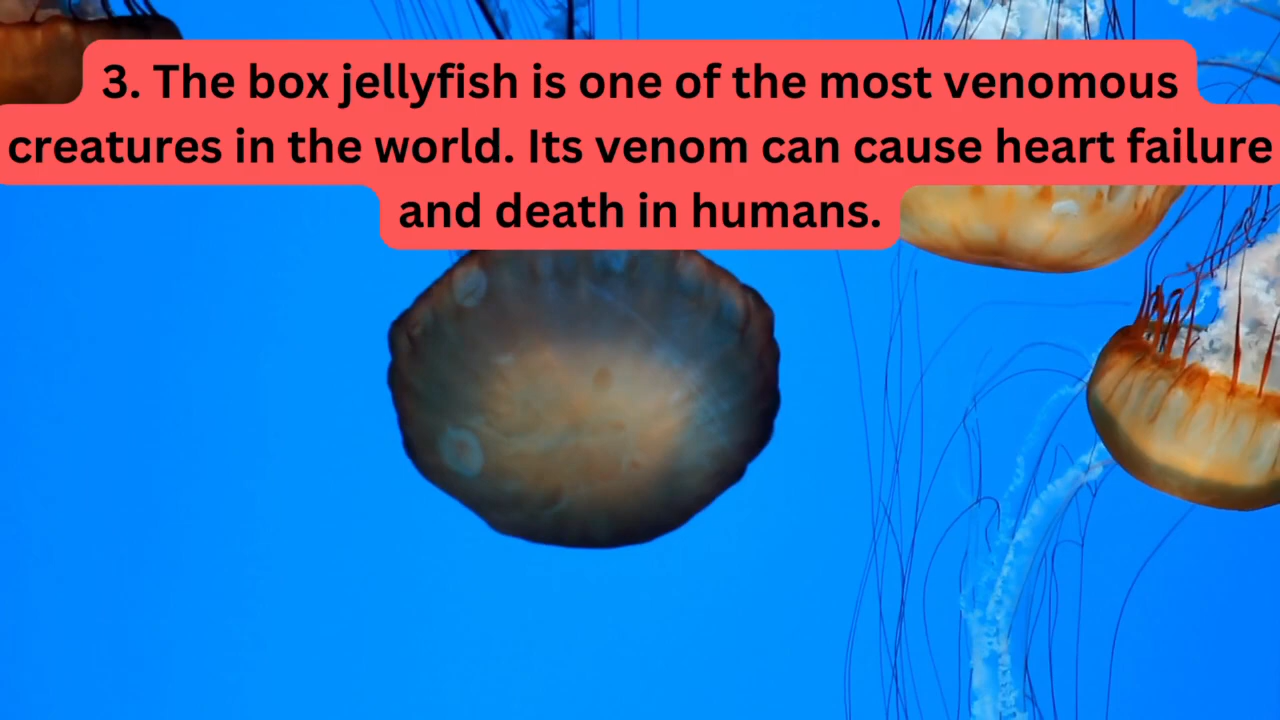 3. The box jellyfish is one of the most venomous
creatures in the world. Its venom can cause heart failure
and death in humans.